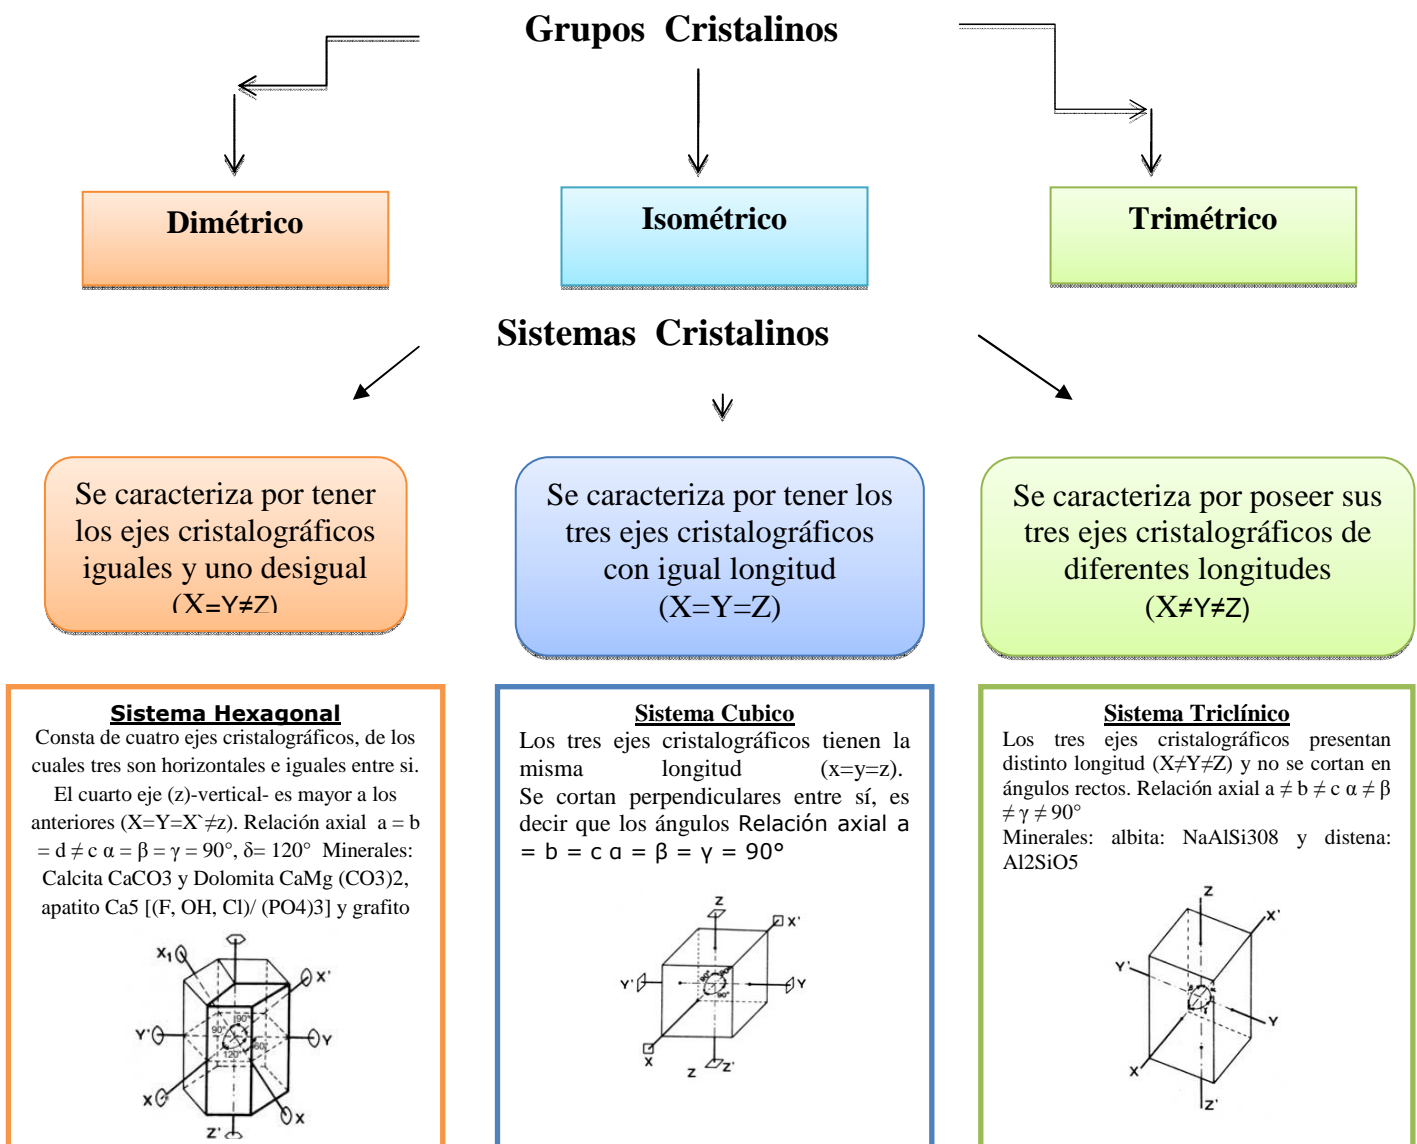 Grupos Cristalinos
Dimétrico
Isométrico
Trimétrico
Sistemas Cristalinos
Se caracteriza por tener
los ejes cristalográficos
iguales y uno desigual
(X=Y≠Z)
Se caracteriza por tener los
tres ejes cristalográficos
con igual longitud
(X=Y=Z)
Se caracteriza por poseer sus
tres ejes cristalográficos de
diferentes longitudes
(X≠Y≠Z)
Sistema Hexagonal
Consta de cuatro ejes cristalográficos, de los
cuales tres son horizontales e iguales entre si.
El cuarto eje (z)-vertical- es mayor a los
anteriores (X=Y=X`≠z). Relación axial a = b
= d ≠ c α = β = γ = 90°, δ= 120° Minerales:
Calcita CaCO3 y Dolomita CaMg (CO3)2,
apatito Ca5 [(F, OH, Cl)/ (PO4)3] y grafito
X1
X'
90°
90°
Y'
Y
120°
60°
X
X
Z'
Sistema Cubico
Los tres ejes cristalográficos tienen la
misma longitud (x=y=z).
Se cortan perpendiculares entre sí, es
decir que los ángulos Relación axial a
= b = c α = β = γ = 90°
Z
X'
90°
90°
Y'
Y
90°
X
Z
Z'
Sistema Triclínico
Los tres ejes cristalográficos presentan
distinto longitud (X≠Y≠Z) y no se cortan en
ángulos rectos. Relación axial a ≠ b ≠ c α ≠ β
≠ γ ≠ 90°
Minerales: albita: NaAlSi308 y distena:
Al2SiO5
Z
X'
Y'
Y
X
Z'